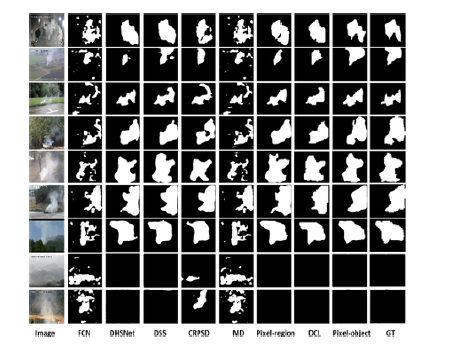 Image FCN DHSNet DSS CRPSD MD Pixel-region DCL Pixel-object GT